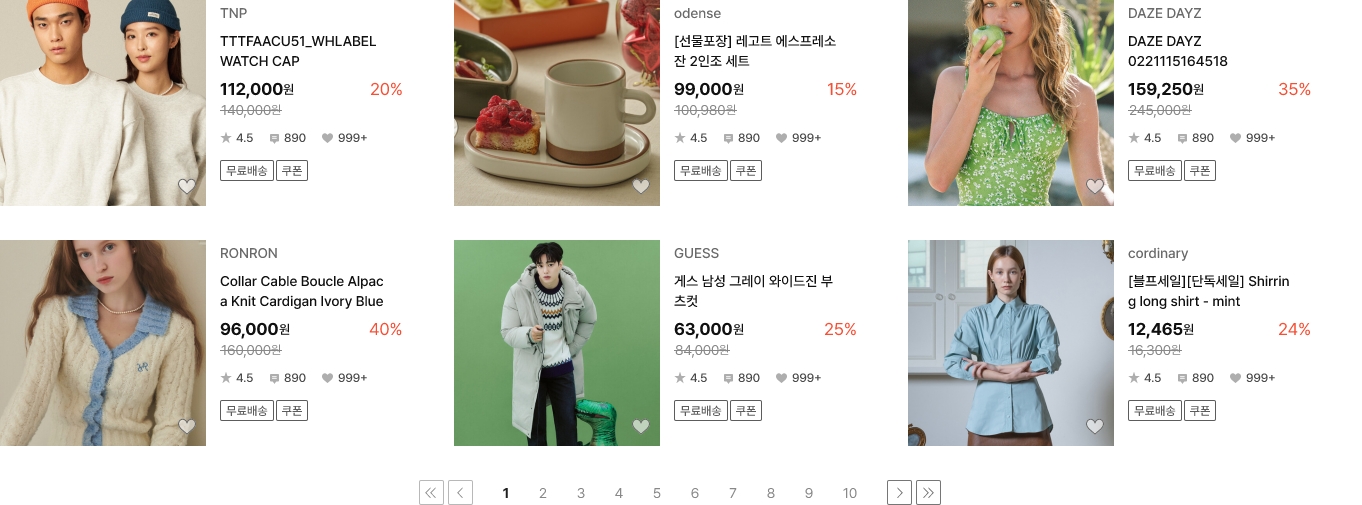 TNP
TTTFAACU51_WHLABEL
WATCH CAP
112,000원 20%
140,000원
4.5 890 999+
무료배송 쿠폰
odense
[선물포장] 레고트 에스프레소
잔 2인조 세트
99,000원 15%
100,980원
4.5 890 999+
무료배송 쿠폰
DAZE DAYZ
DAZE DAYZ
0221115164518
159,250원 35%
245,000원
4.5 890 999+
무료배송 쿠폰
RONRON
Collar Cable Boucle Alpac
a Knit Cardigan Ivory Blue
96,000원 40%
160,000원
4.5 890 999+
무료배송 쿠폰
GUESS
게스 남성 그레이 와이드진 부
츠컷
63,000원 25%
84,000원
4.5 890 999+
무료배송 쿠폰
cordinary
[블프세일][단독세일] Shirrin
g long shirt - mint
12,465원 24%
16,300원
4.5 890 999+
무료배송 쿠폰
1 2 3 4 5 6 7 8 9 10